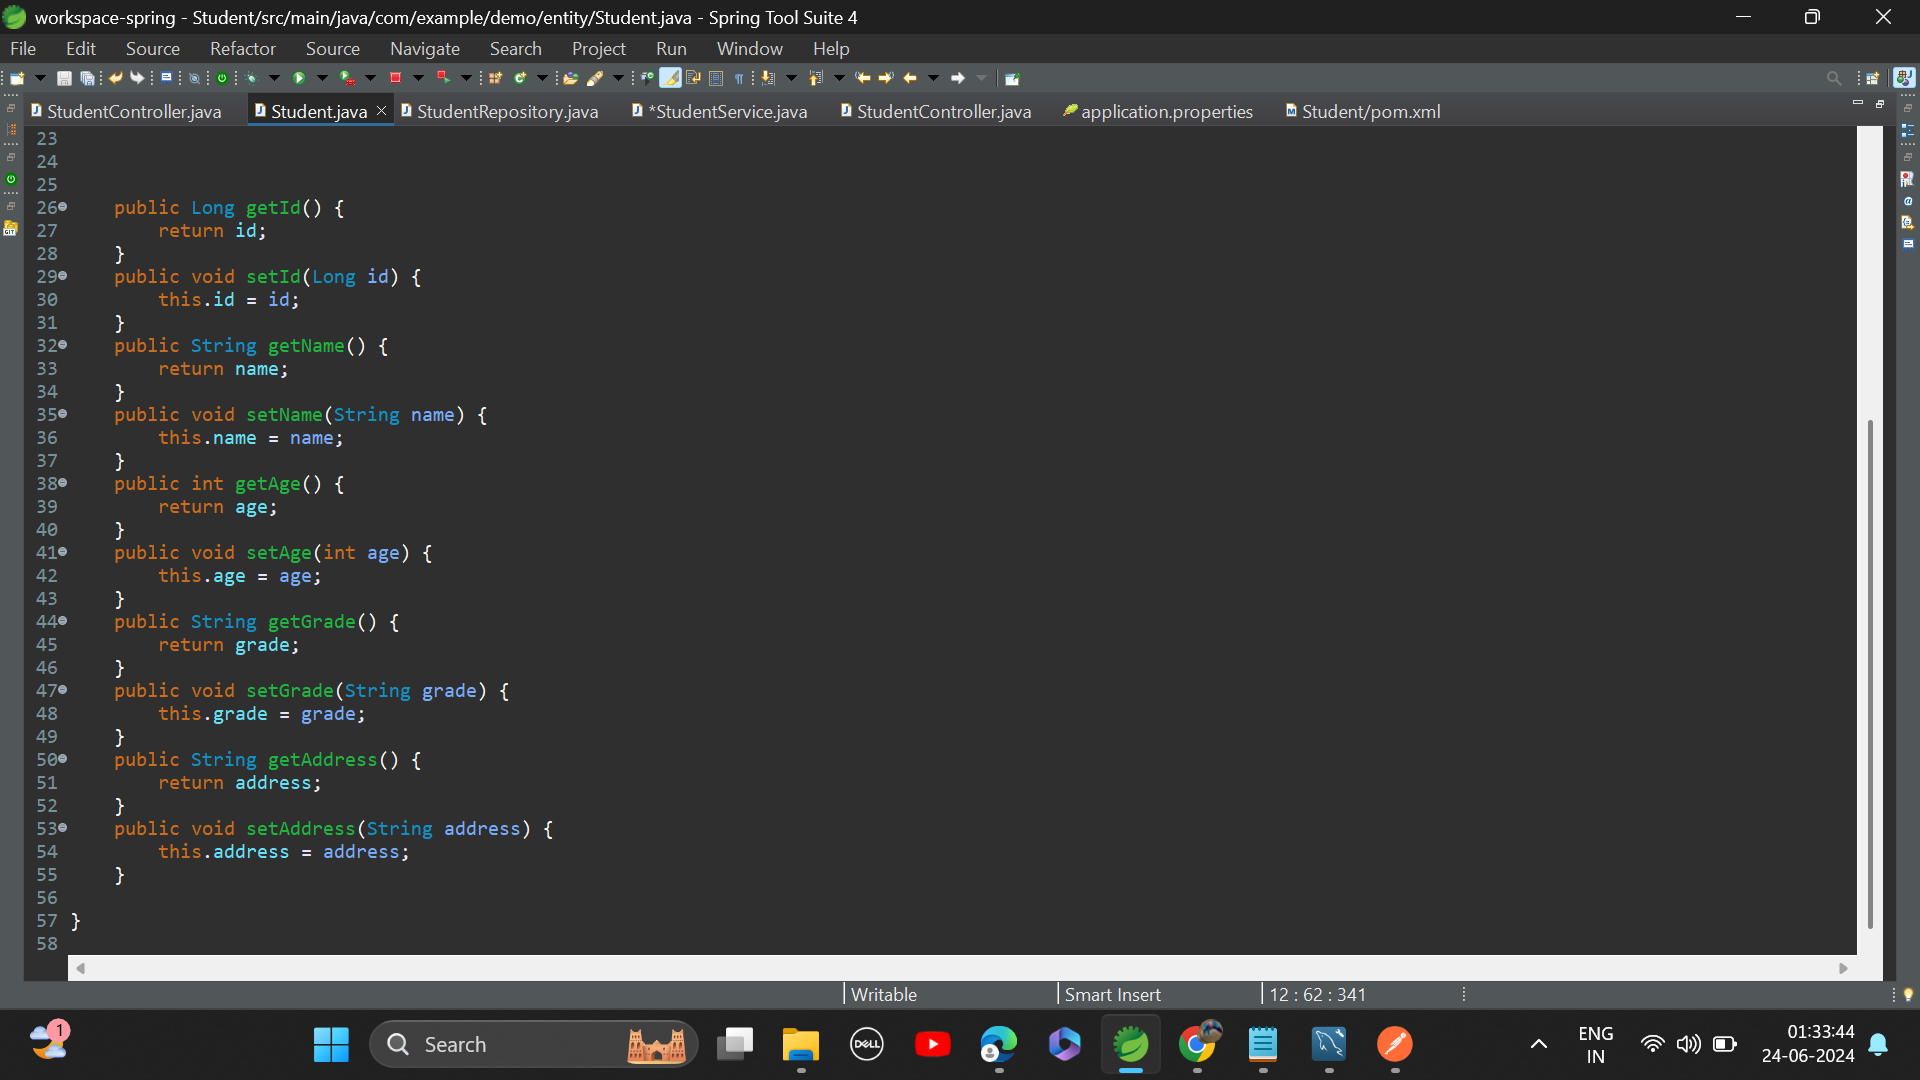 workspace-spring - Student/src/main/java/com/example/demo/entity/Student.java - Spring Tool Suite 4
File Edit Source Refactor Source Navigate Search Project Run Window Help
StudentController.java Student.java StudentRepository.java *StudentService.java StudentController.java application.properties Student/pom.xml
23
24
25
26 public Long getId() {
27 return id;
28 }
29 public void setId(Long id) {
30 this.id = id;
31 }
32 public String getName() {
33 return name;
34 }
35 public void setName(String name) {
36 this.name = name;
37 }
38 public int getAge() {
39 return age;
40 }
41 public void setAge(int age) {
42 this.age = age;
43 }
44 public String getGrade() {
45 return grade;
46 }
47 public void setGrade(String grade) {
48 this.grade = grade;
49 }
50 public String getAddress() {
51 return address;
52 }
53 public void setAddress(String address) {
54 this.address = address;
55 }
56
57 }
58
Writable Smart Insert 12 : 62 : 341
1 Search DELL ENG 01:33:44
IN 24-06-2024